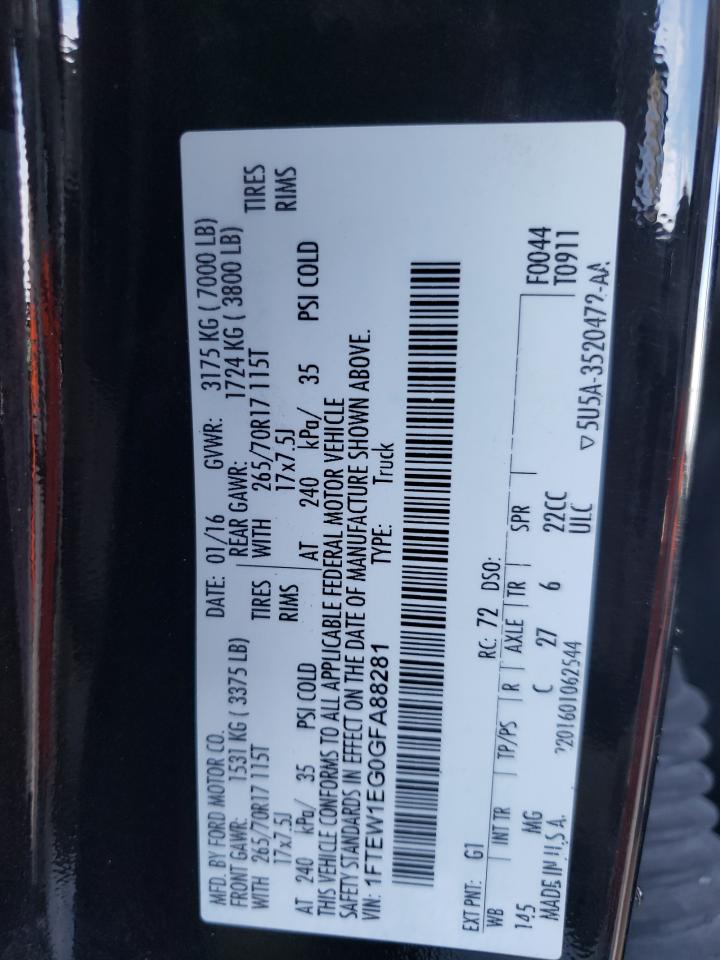 MFD. BY FORD MOTOR CO.
DATE: 01/16 GVWR: 3175 KG ( 7000 LB)
FRONT GAWR: 1531 KG ( 3375 LB) REAR GAWR: 1724 KG ( 3800 LB)
WITH 265/70R17 115T TIRES WITH 265/70R17 115T TIRES
17x7.5J RIMS 17x7.5J RIMS
AT 240 kPa/ 35 PSI COLD AT 240 kPa/ 35 PSI COLD
THIS VEHICLE CONFORMS TO ALL APPLICABLE FEDERAL MOTOR VEHICLE
SAFETY STANDARDS IN EFFECT ON THE DATE OF MANUFACTURE SHOWN ABOVE.
VIN: 1FTEW1EG0GFA88281 TYPE: Truck
EXT PNT: G1 RC: 72 DSO: F0044
T0911
WB INT TR TP/PS R AXLE TR SPR
145 MG C 27 6 22CC
ULC
MADE IN U.S.A. ?201601062544 5U5A-3520472-AA